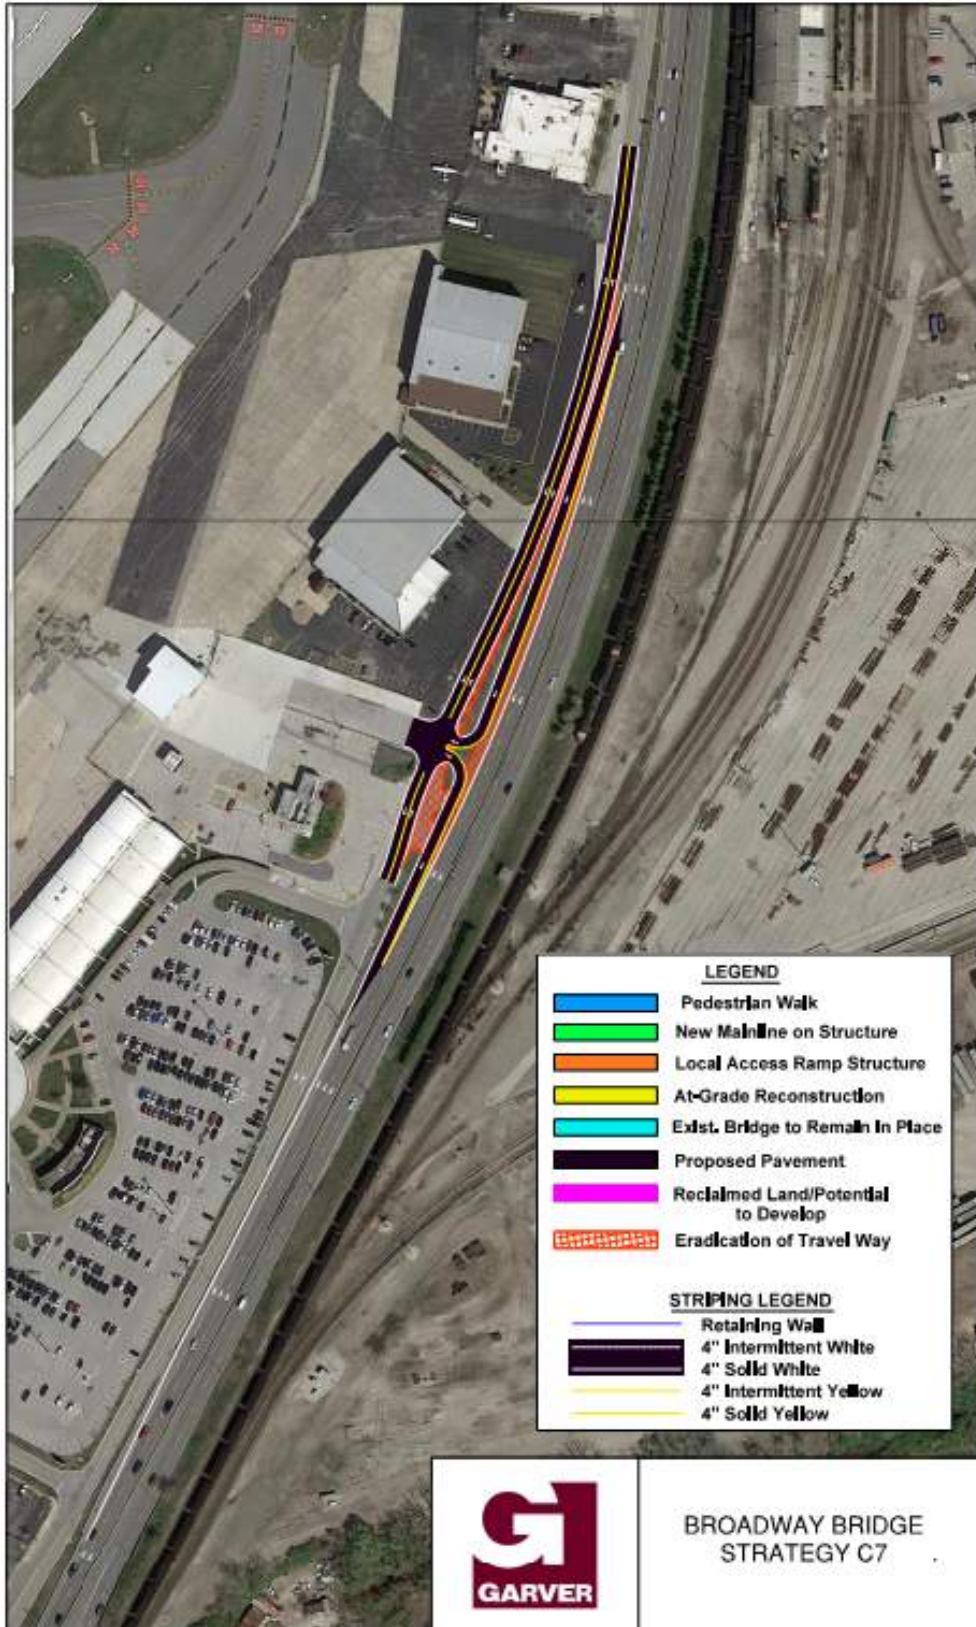 LEGEND
Pedestrian Walk
New Mainline on Structure
Local Access Ramp Structure
At-Grade Reconstruction
Exist. Bridge to Remain In Place
Proposed Pavement
Reclaimed Land/Potential
to Develop
Eradication of Travel Way
STRIPING LEGEND
Retaining Wall
4" Intermittent White
4" Solid White
4" Intermittent Yellow
4" Solid Yellow
GARVER
BROADWAY BRIDGE
STRATEGY C7